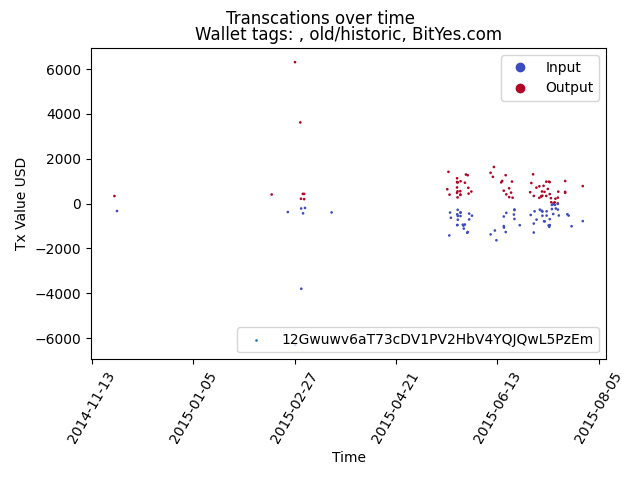 Transcations over time
Wallet tags: , old/historic, BitYes.com
Input
Output
6000
4000
2000
0
−2000
−4000
−6000
Tx Value USD
12Gwuwv6aT73cDV1PV2HbV4YQJQwL5PzEm
2014-11-13
2015-01-05
2015-02-27
2015-04-21
2015-06-13
2015-08-05
Time